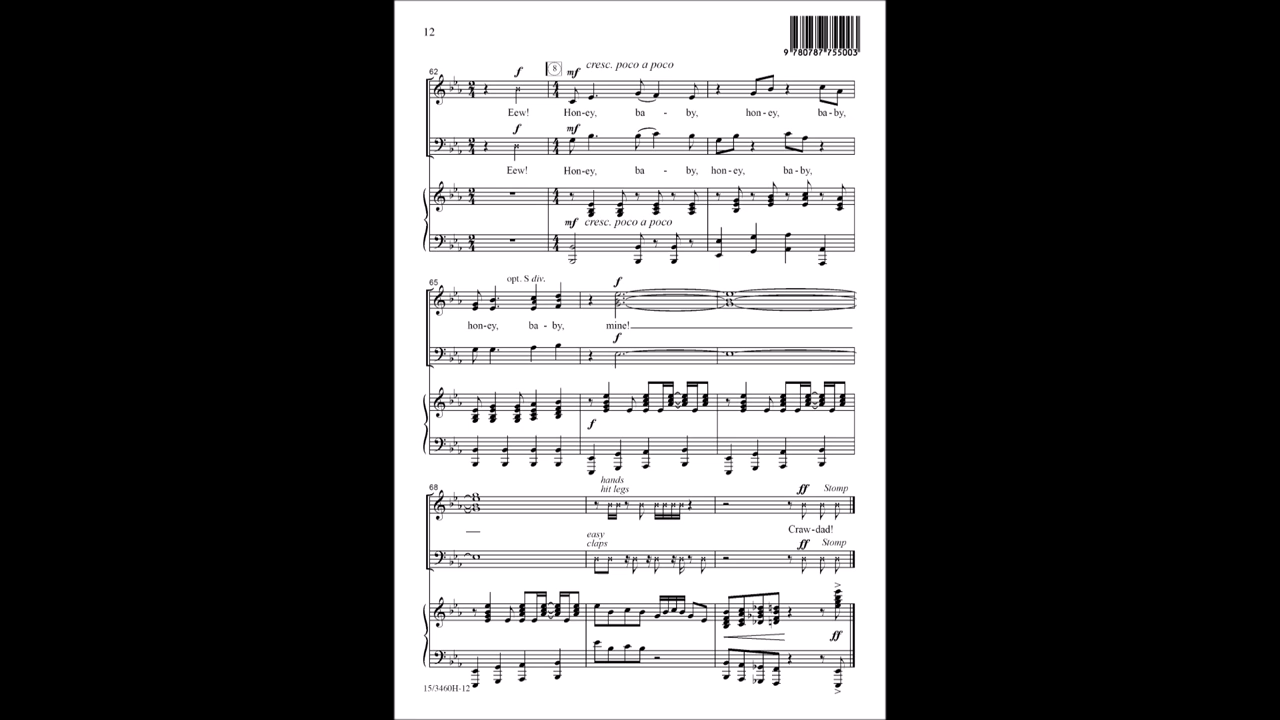 12
9 780787 755003
62 f 8 mf cresc. poco a poco
Eew! Hon-ey, ba - by, hon-ey, ba-by,
f mf
Eew! Hon-ey, ba - by, hon-ey, ba-by,
mf cresc. poco a poco
65 opt. S div. f
hon-ey, ba - by, mine!
f
f
68 hands
hit legs ff Stomp
Craw-dad!
easy
claps ff Stomp
ff
15/3460H-12